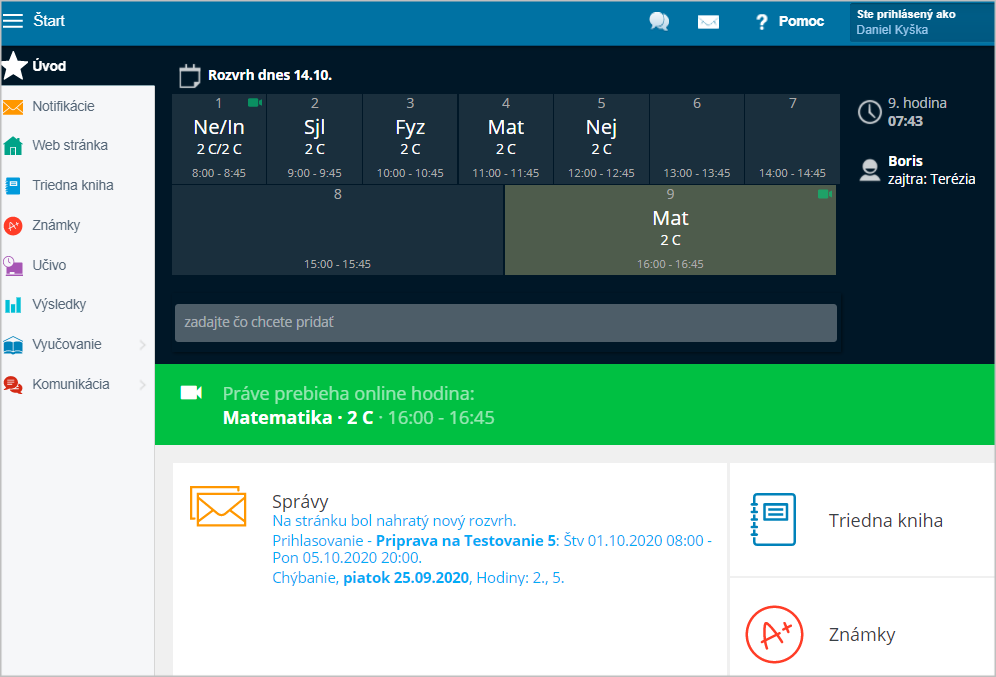 Štart
? Pomoc
Ste prihlásený ako
Daniel Kyška
Úvod
Notifikácie
Web stránka
Triedna kniha
Známky
Učivo
Výsledky
Vyučovanie
Komunikácia
Rozvrh dnes 14.10.
1
Ne/In
2 C/2 C
8:00 - 8:45
2
Sjl
2 C
9:00 - 9:45
3
Fyz
2 C
10:00 - 10:45
4
Mat
2 C
11:00 - 11:45
5
Nej
2 C
12:00 - 12:45
6
13:00 - 13:45
7
14:00 - 14:45
8
15:00 - 15:45
9
Mat
2 C
16:00 - 16:45
9. hodina
07:43
Boris
zajtra: Terézia
zadajte čo chcete pridať
Práve prebieha online hodina:
Matematika · 2 C · 16:00 - 16:45
Správy
Na stránku bol nahratý nový rozvrh.
Prihlasovanie - Priprava na Testovanie 5: Štv 01.10.2020 08:00 -
Pon 05.10.2020 20:00.
Chýbanie, piatok 25.09.2020, Hodiny: 2., 5.
Triedna kniha
A+
Známky